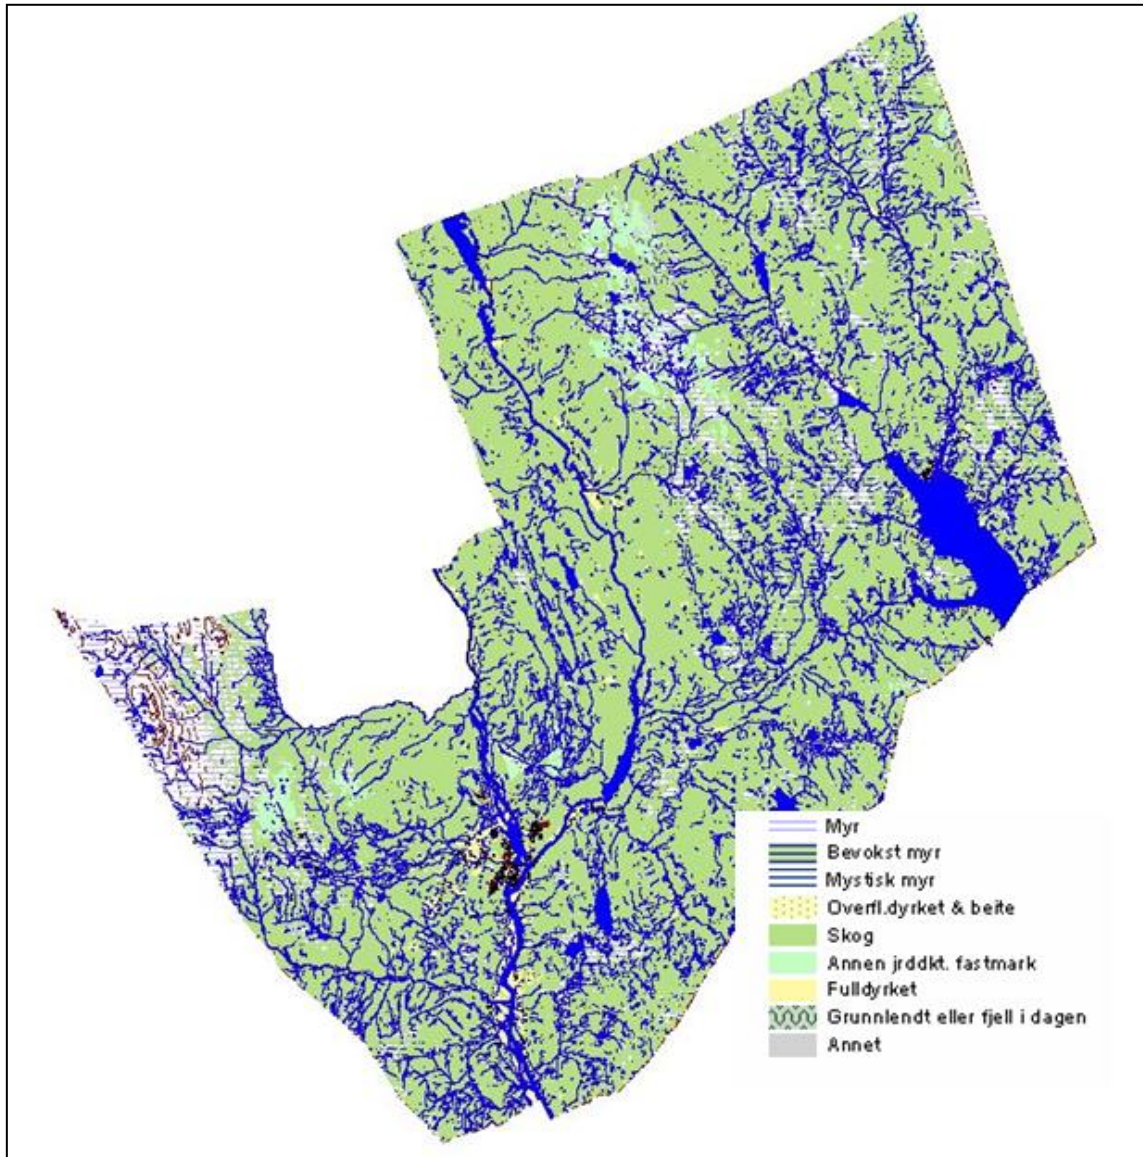 Myr
Bevokst myr
Mystisk myr
Overfl.dyrket & beite
Skog
Annen jrddkt. fastmark
Fulldyrket
Grunnlendt eller fjell i dagen
Annet